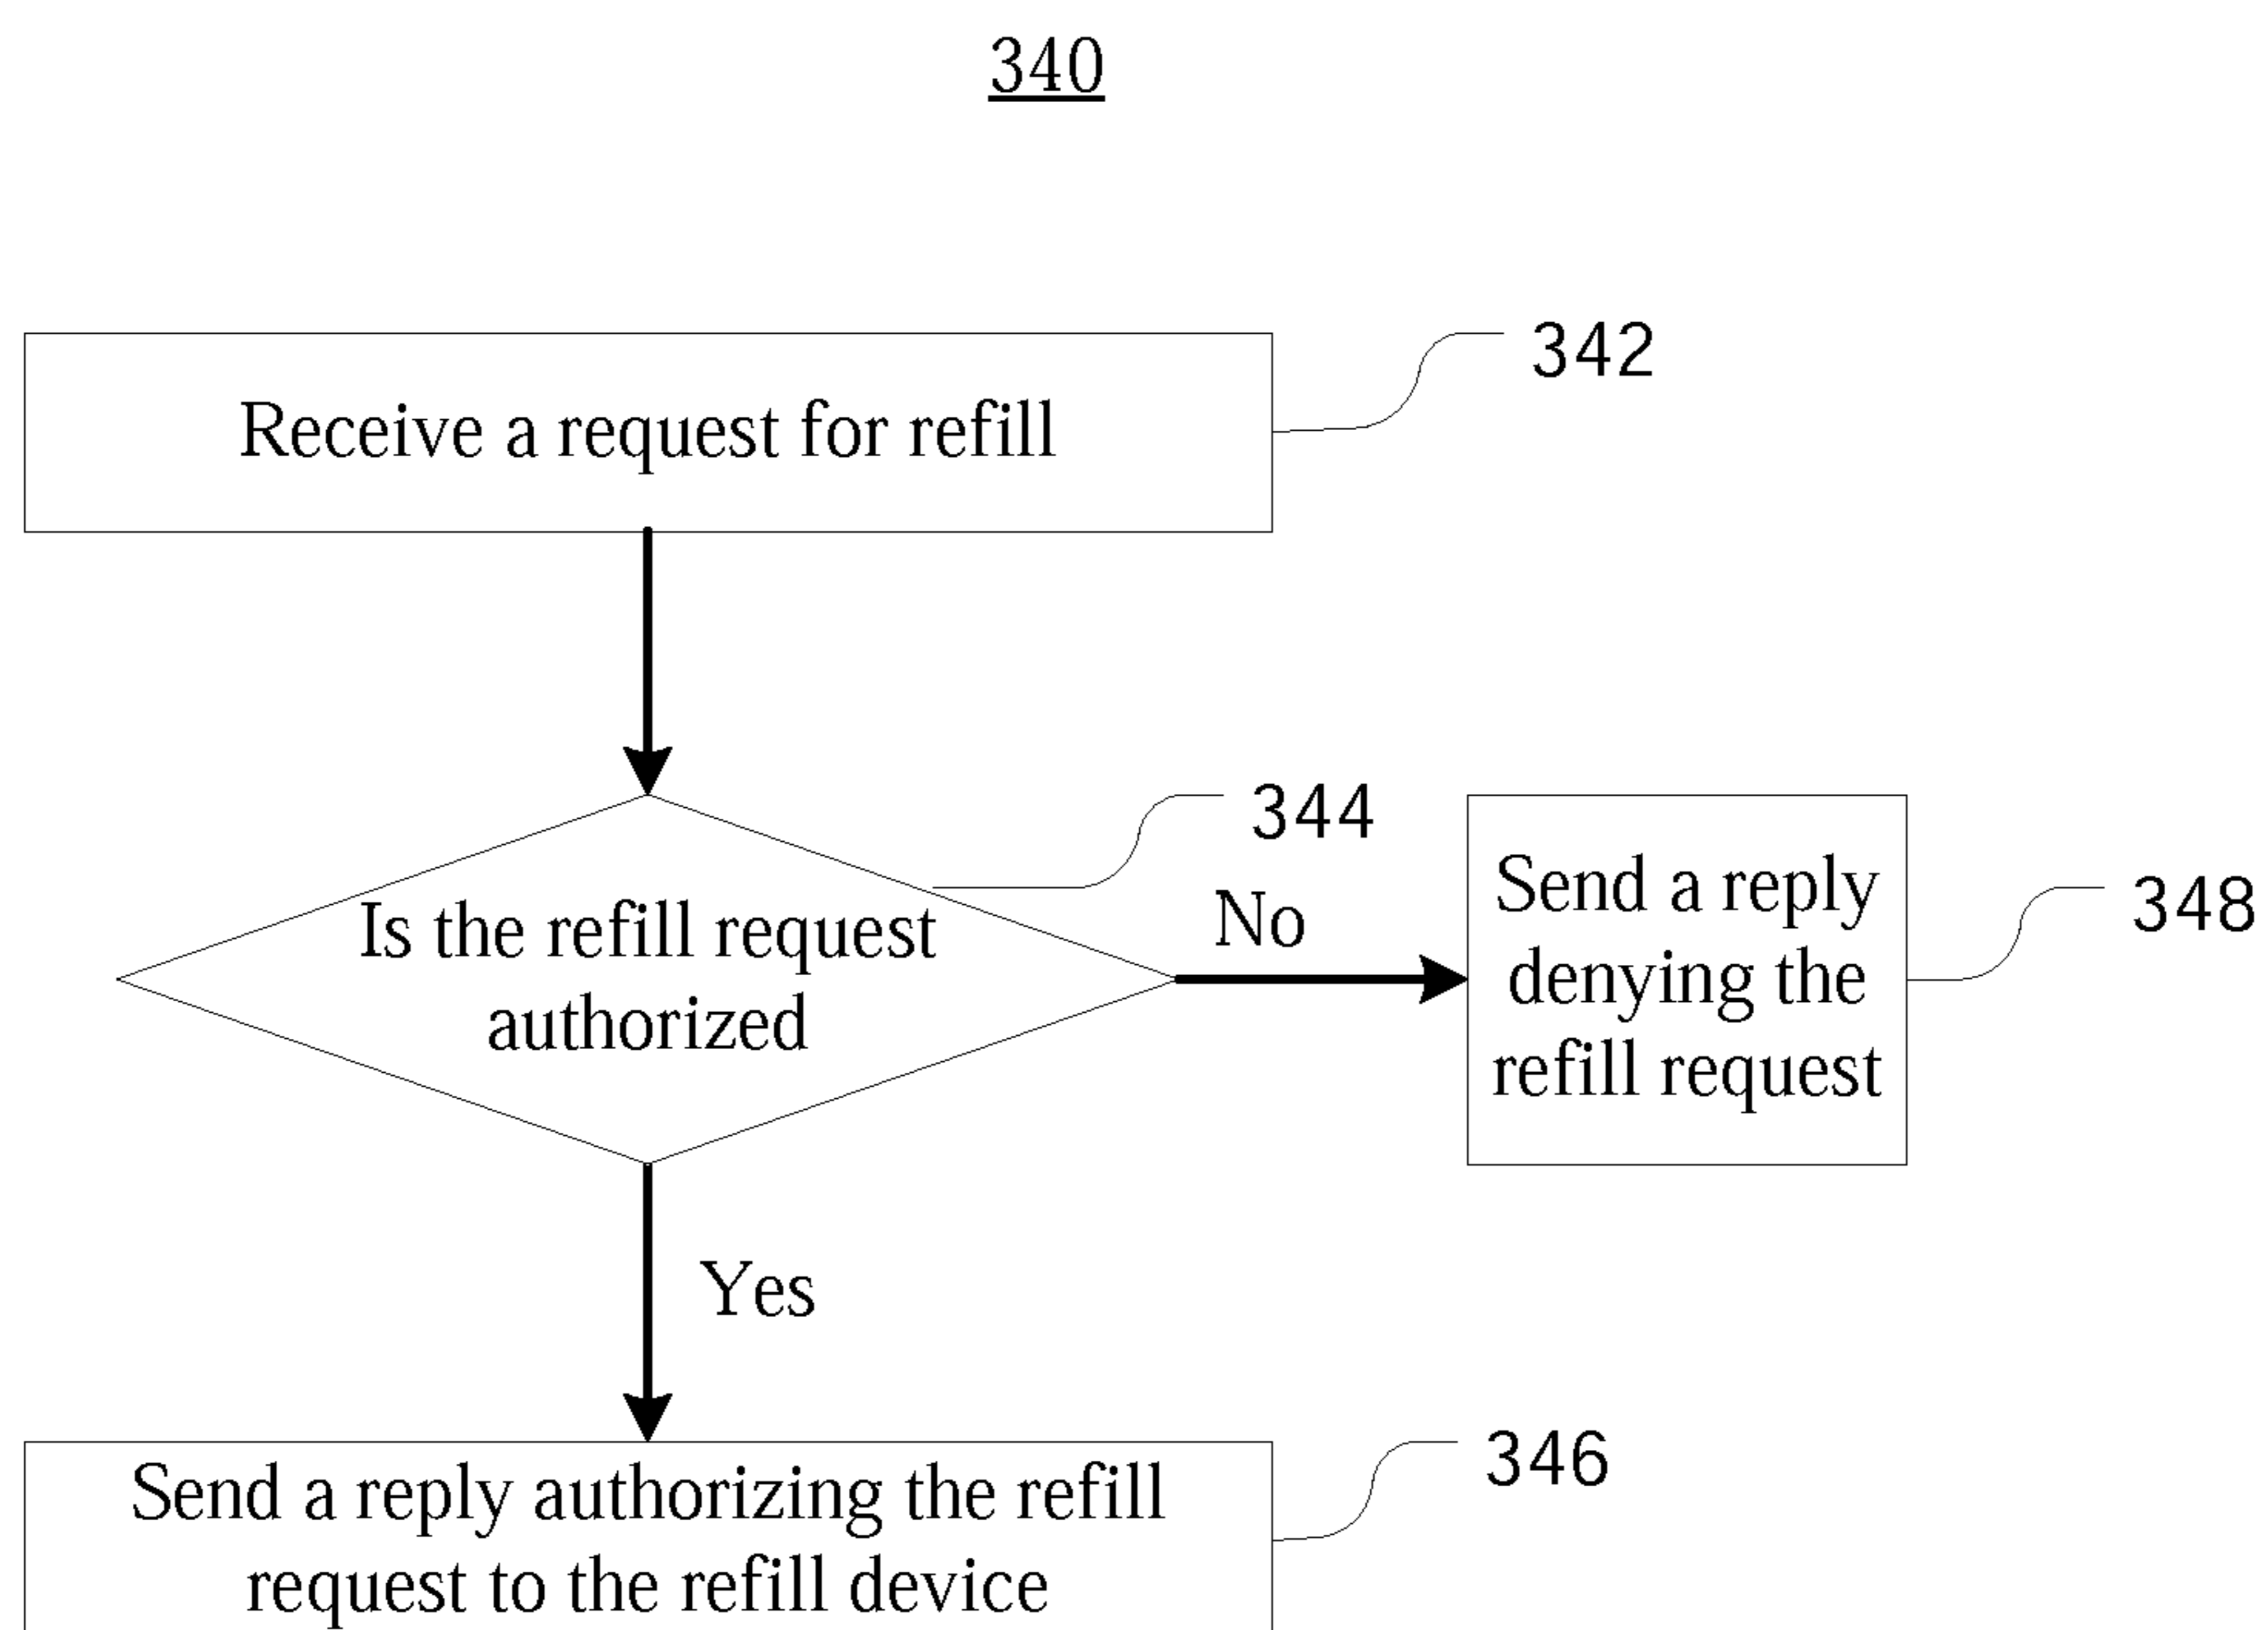 340
Receive a request for refill
342
Is the refill request
authorized
344
No
Send a reply
denying the
refill request
348
Yes
Send a reply authorizing the refill
request to the refill device
346